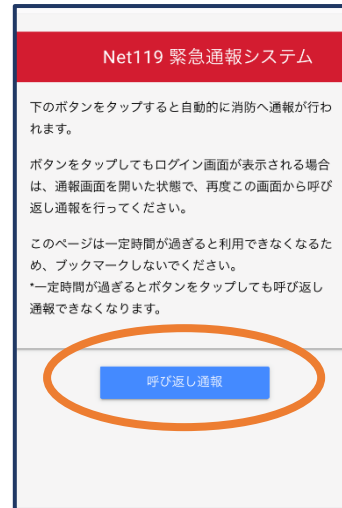 Net119 緊急通報システム
下のボタンをタップすると自動的に消防へ通報が行わ
れます。
ボタンをタップしてもログイン画面が表示される場合
は、通報画面を開いた状態で、再度この画面から呼び
返し通報を行ってください。
このページは一定時間が過ぎると利用できなくなるた
め、ブックマークしないでください。
*一定時間が過ぎるとボタンをタップしても呼び返し
通報できなくなります。
呼び返し通報